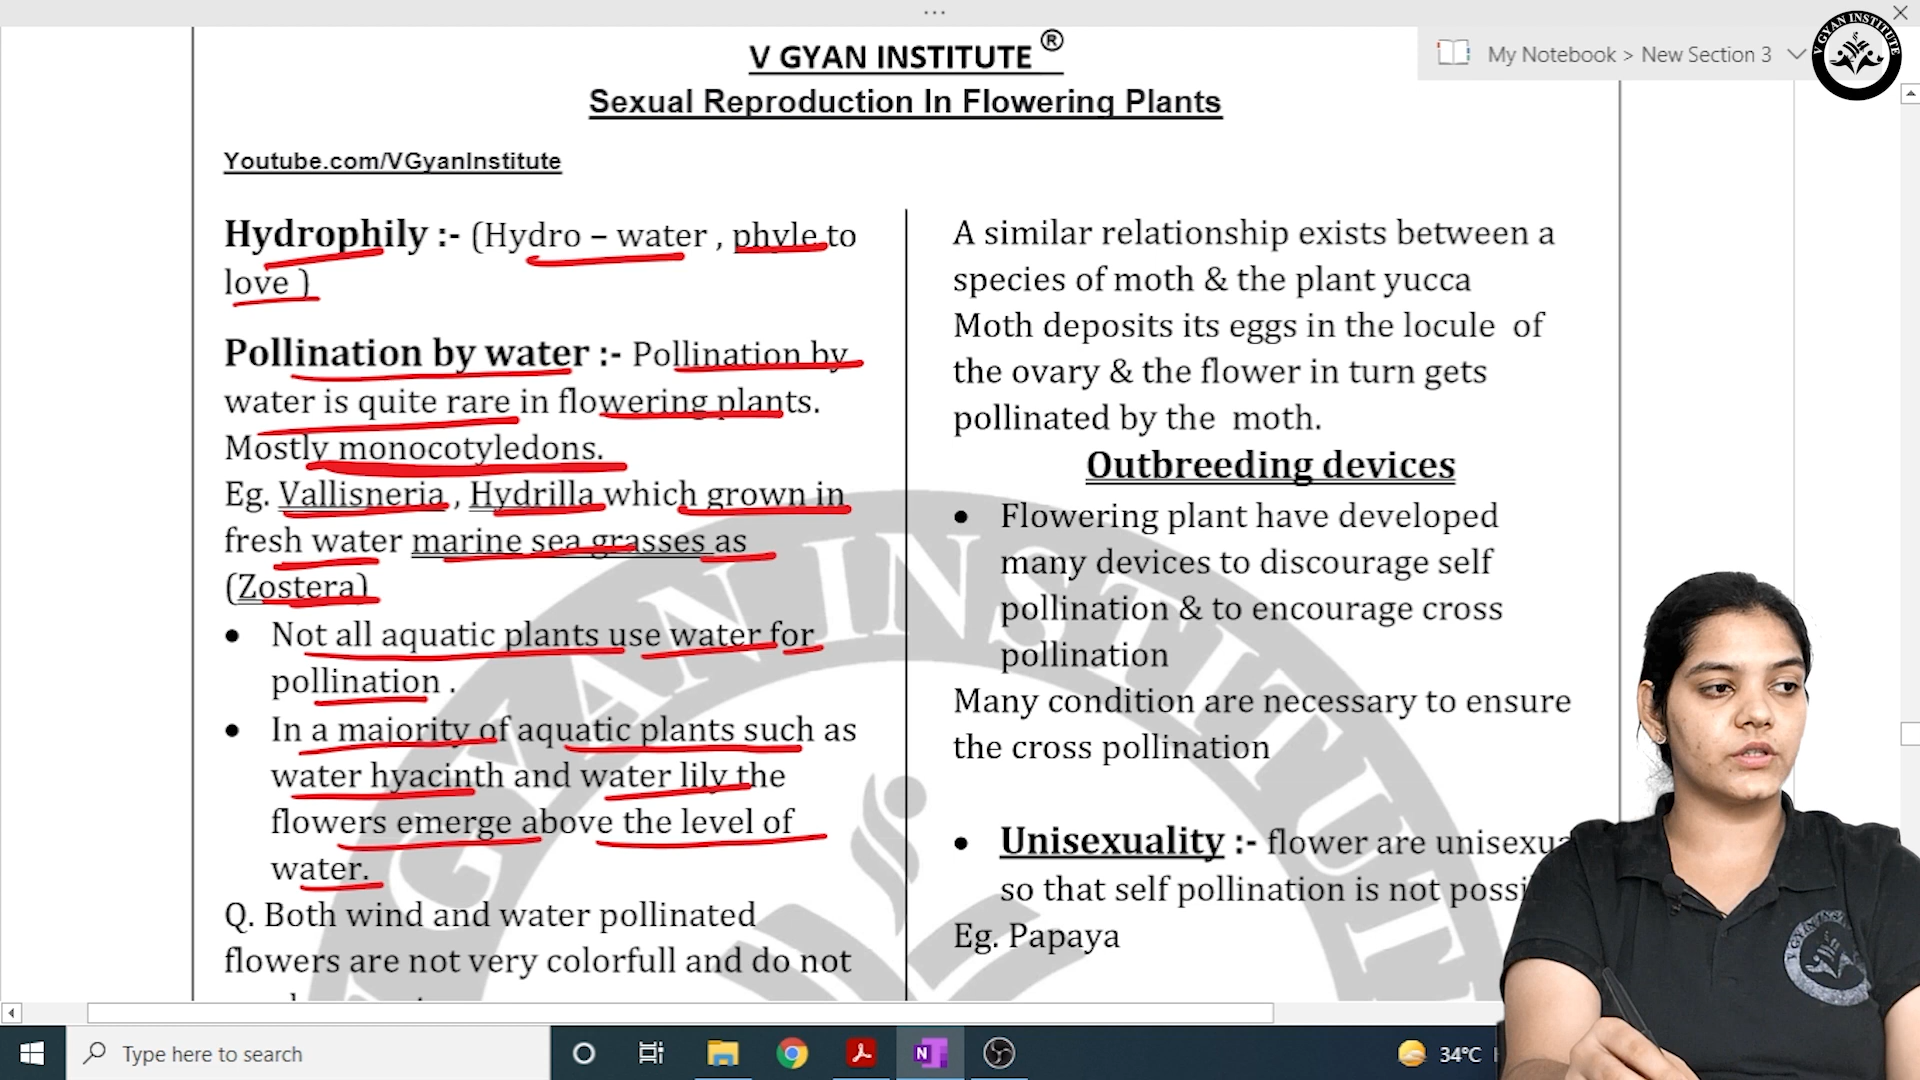 V GYAN INSTITUTE ®
Sexual Reproduction In Flowering Plants
My Notebook > New Section 3
V GYAN INSTITUTE
Youtube.com/VGyanInstitute
Hydrophily :- (Hydro – water , phyle to
love )
Pollination by water :- Pollination by
water is quite rare in flowering plants.
Mostly monocotyledons.
Eg. Vallisneria , Hydrilla which grown in
fresh water marine sea grasses as
(Zostera)
• Not all aquatic plants use water for
pollination .
• In a majority of aquatic plants such as
water hyacinth and water lily the
flowers emerge above the level of
water.
Q. Both wind and water pollinated
flowers are not very colorfull and do not
A similar relationship exists between a
species of moth & the plant yucca
Moth deposits its eggs in the locule of
the ovary & the flower in turn gets
pollinated by the moth.
Outbreeding devices
• Flowering plant have developed
many devices to discourage self
pollination & to encourage cross
pollination
Many condition are necessary to ensure
the cross pollination
• Unisexuality :- flower are unisexua
so that self pollination is not possi
Eg. Papaya
Type here to search
34°C